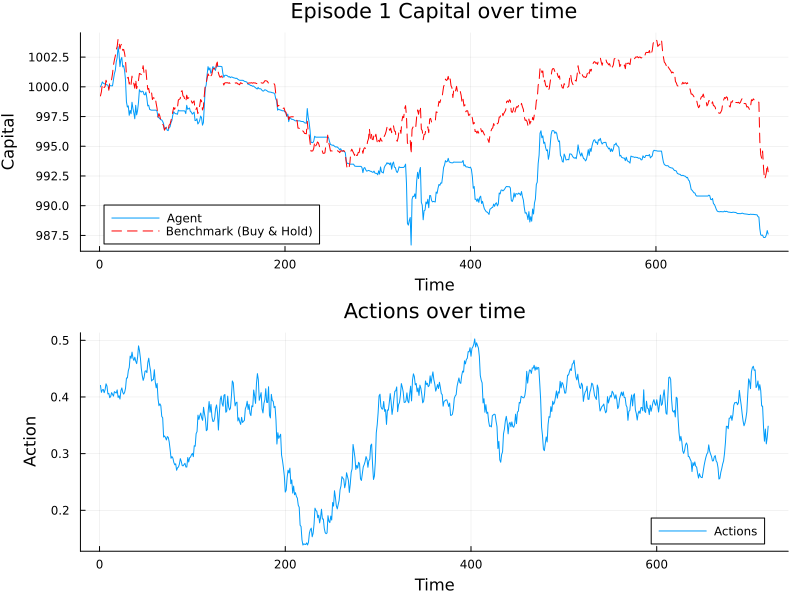 Episode 1 Capital over time
1002.5
1000.0
997.5
995.0
992.5
990.0
987.5
Capital
Agent
Benchmark (Buy & Hold)
0 200 400 600
Time
Actions over time
0.5
0.4
0.3
0.2
Action
Actions
0 200 400 600
Time